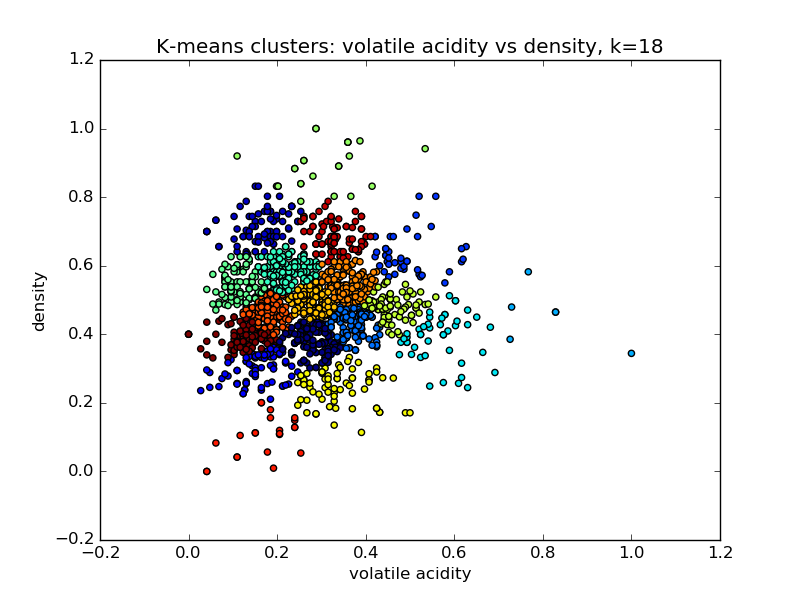 K-means clusters: volatile acidity vs density, k=18
1.2
1.0
0.8
0.6
0.4
0.2
0.0
−0.2
density
−0.2 0.0 0.2 0.4 0.6 0.8 1.0 1.2
volatile acidity